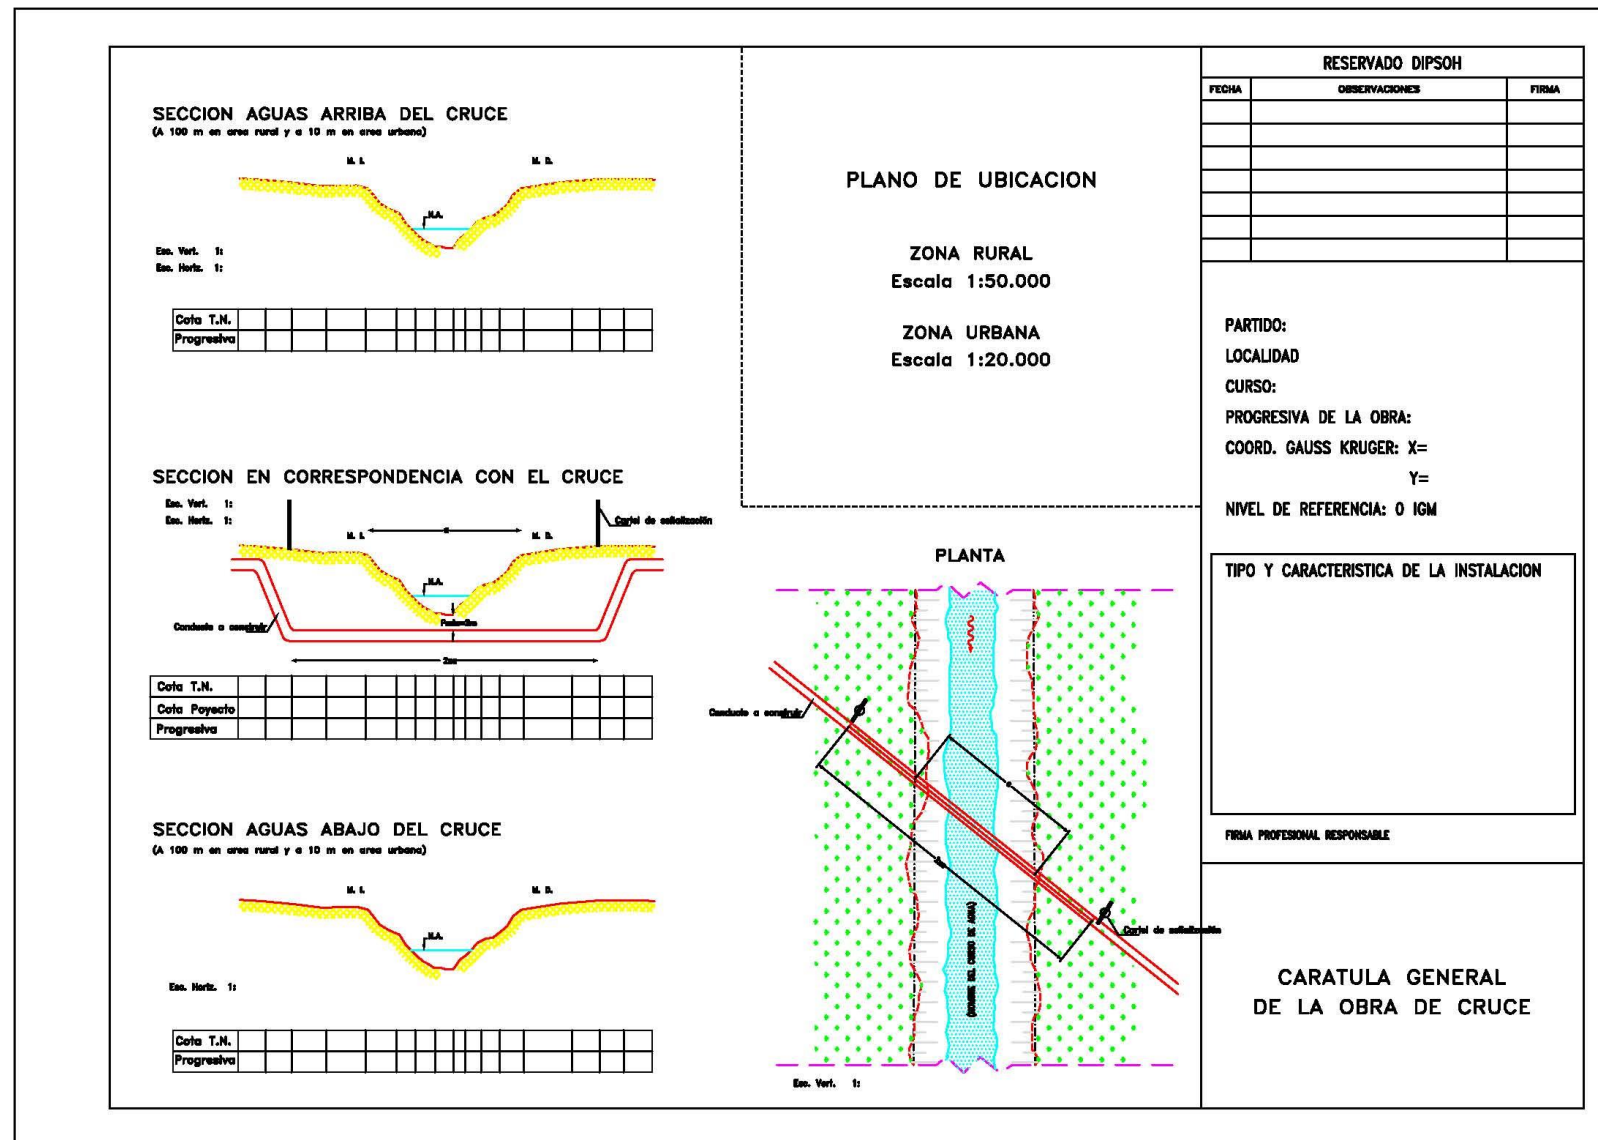 SECCION AGUAS ARRIBA DEL CRUCE
(A 100 m en area rural y a 10 m en area urbana)
M. I.
M. D.
N.A.
Esc. Vert. 1:
Esc. Horiz. 1:
Cota T.N.
Progresiva
SECCION EN CORRESPONDENCIA CON EL CRUCE
Esc. Vert. 1:
Esc. Horiz. 1:
Cartel de señalización
M. I.
M. D.
N.A.
Conducto a construir
Cota T.N.
Cota Poyecto
Progresiva
SECCION AGUAS ABAJO DEL CRUCE
(A 100 m en area rural y a 10 m en area urbana)
M. I.
M. D.
N.A.
Esc. Horiz. 1:
Cota T.N.
Progresiva
PLANO DE UBICACION
ZONA RURAL
Escala 1:50.000
ZONA URBANA
Escala 1:20.000
PLANTA
Conducto a construir
Cartel de señalización
(NOMBRE DEL CURSO DE AGUA)
Esc. Vert. 1:
RESERVADO DIPSOH
FECHA
OBSERVACIONES
FIRMA
PARTIDO:
LOCALIDAD
CURSO:
PROGRESIVA DE LA OBRA:
COORD. GAUSS KRUGER: X=
Y=
NIVEL DE REFERENCIA: 0 IGM
TIPO Y CARACTERISTICA DE LA INSTALACION
FIRMA PROFESIONAL RESPONSABLE
CARATULA GENERAL
DE LA OBRA DE CRUCE